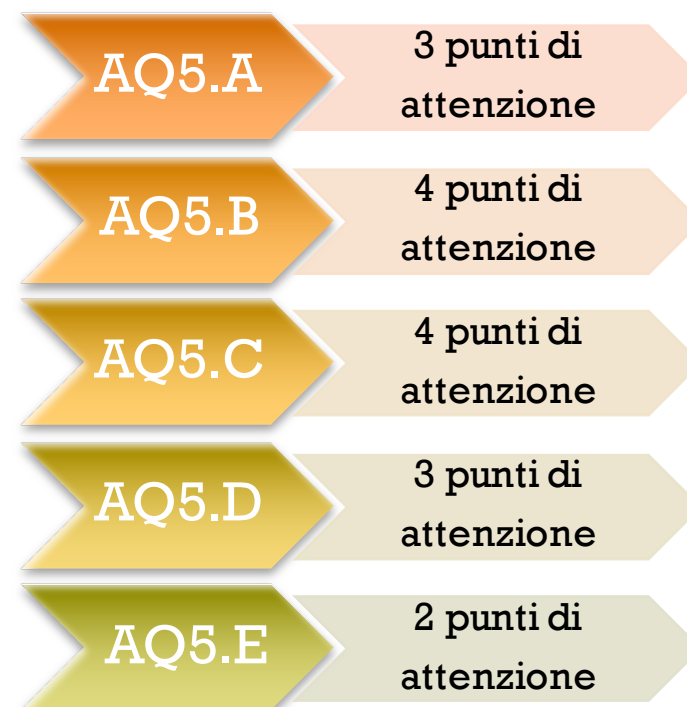 AQ5.A
3 punti di
attenzione
AQ5.B
4 punti di
attenzione
AQ5.C
4 punti di
attenzione
AQ5.D
3 punti di
attenzione
AQ5.E
2 punti di
attenzione